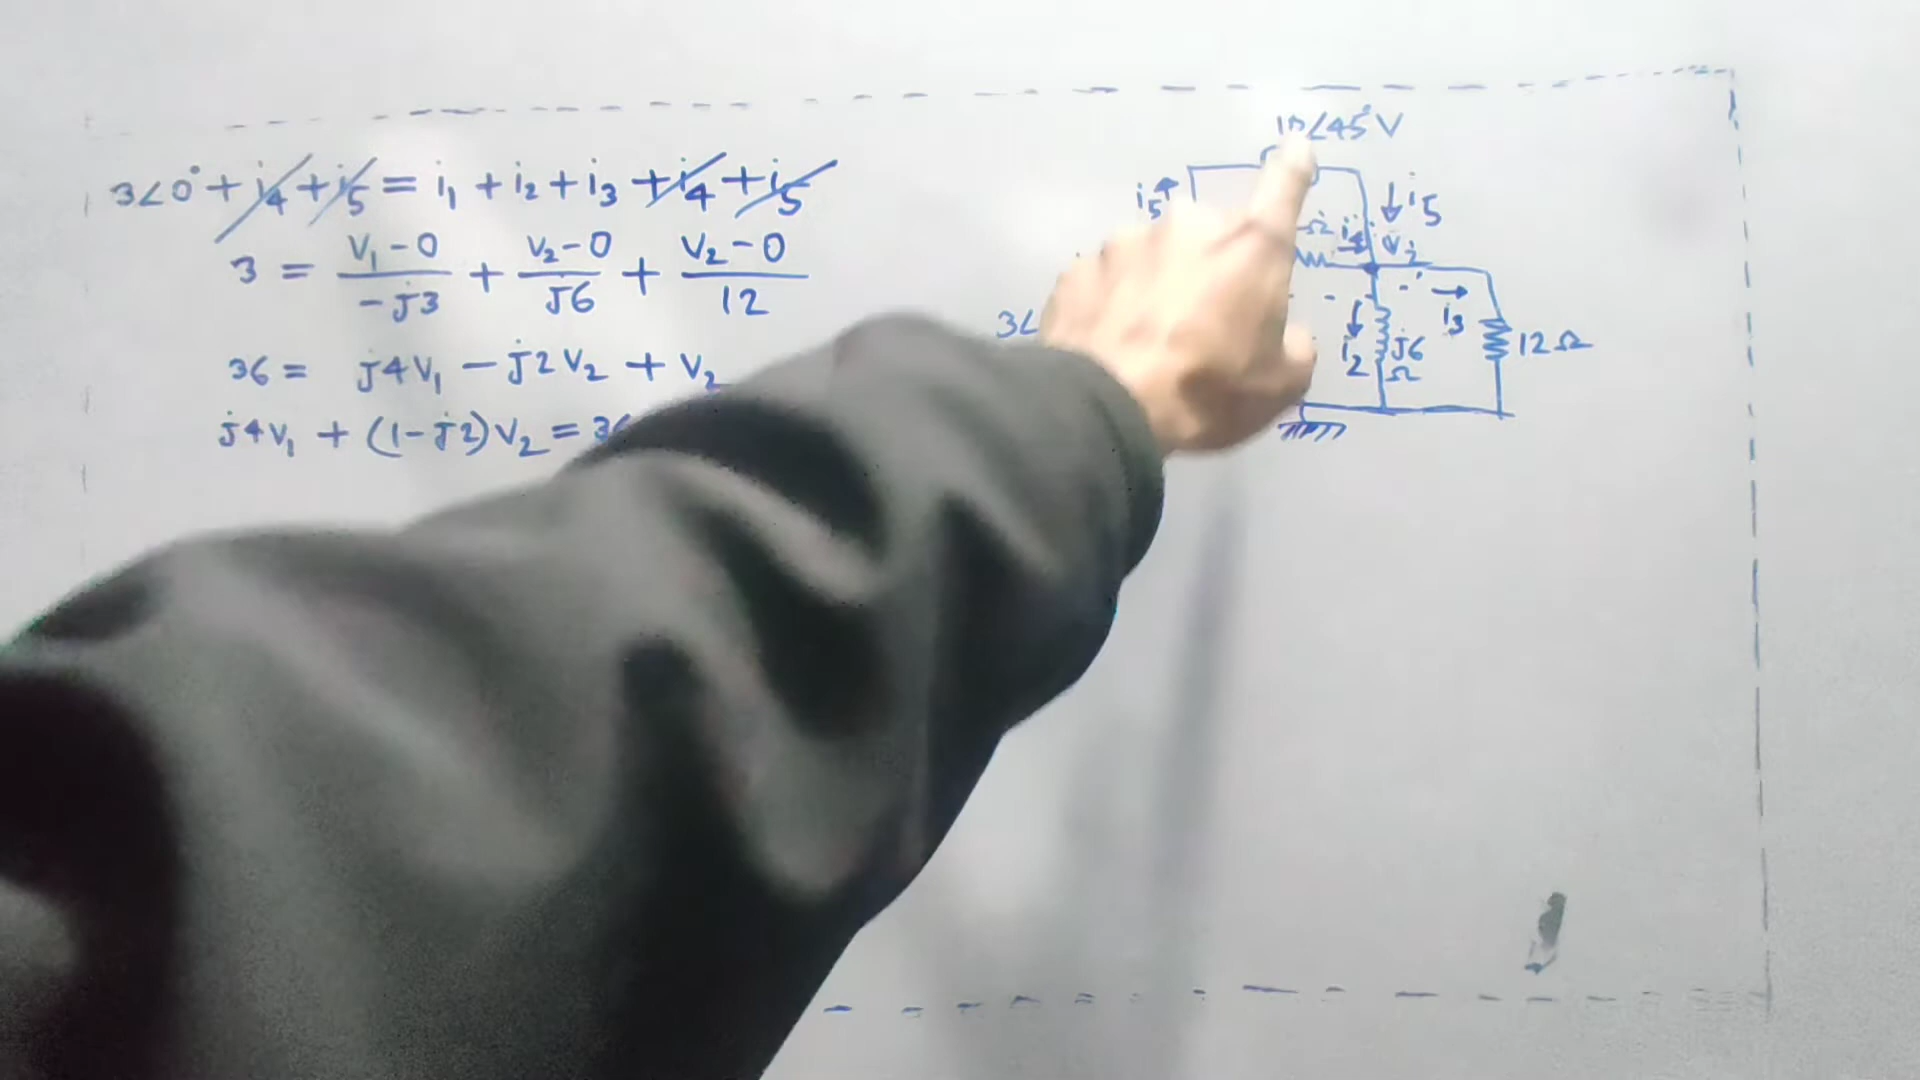 3∠0° + i4 + i5 = i1 + i2 + i3 + i4 + i5
3 = (V1 - 0)/(-j3) + (V2 - 0)/(j6) + (V2 - 0)/12
36 = j4V1 - j2V2 + V2
j4V1 + (1-j2)V2 = 36
10∠45° V
i5
i5
Ω
i4
V2
3∠
i2
j6
Ω
i3
12Ω